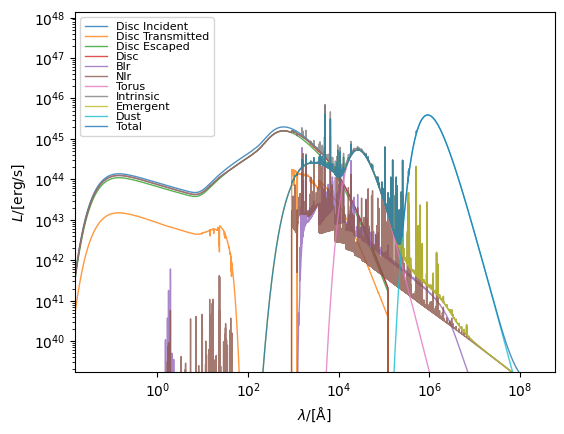 10^48
10^47
10^46
10^45
10^44
10^43
10^42
10^41
10^40
L/[erg/s]
Disc Incident
Disc Transmitted
Disc Escaped
Disc
Blr
Nlr
Torus
Intrinsic
Emergent
Dust
Total
10^0 10^2 10^4 10^6 10^8
λ/[Å]